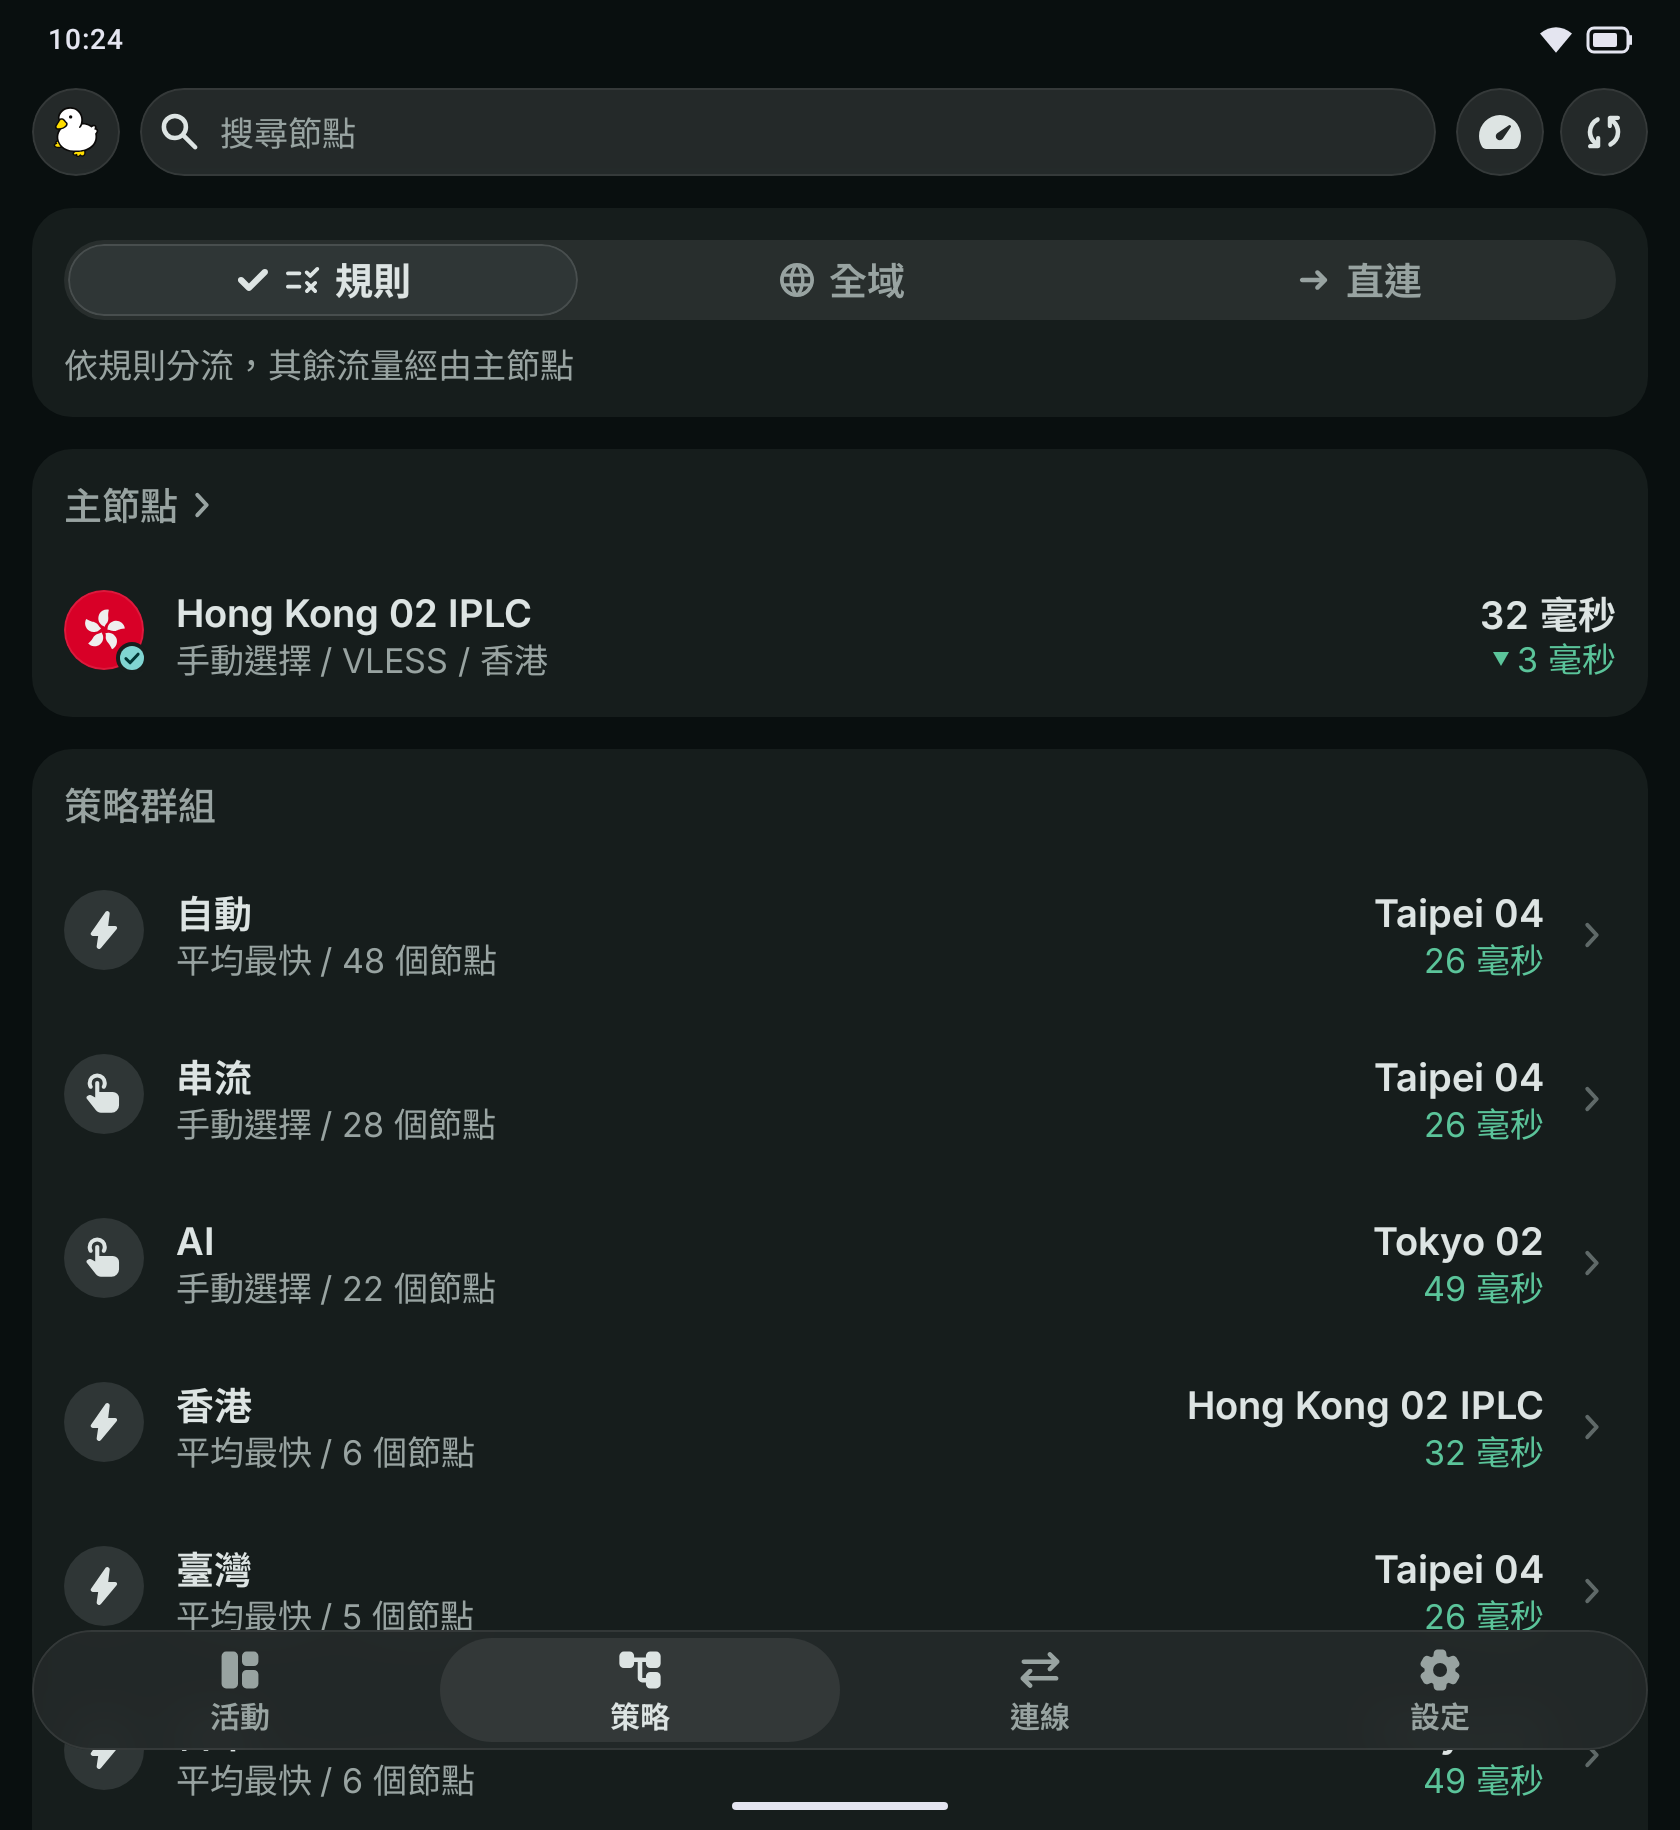 10:24
搜尋節點
規則
全域
直連
依規則分流，其餘流量經由主節點
主節點
Hong Kong 02 IPLC
32 毫秒
手動選擇 / VLESS / 香港
▼3 毫秒
策略群組
自動
Taipei 04
平均最快 / 48 個節點
26 毫秒
串流
Taipei 04
手動選擇 / 28 個節點
26 毫秒
AI
Tokyo 02
手動選擇 / 22 個節點
49 毫秒
香港
Hong Kong 02 IPLC
平均最快 / 6 個節點
32 毫秒
臺灣
Taipei 04
平均最快 / 5 個節點
26 毫秒
活動
策略
連線
設定
平均最快 / 6 個節點
49 毫秒